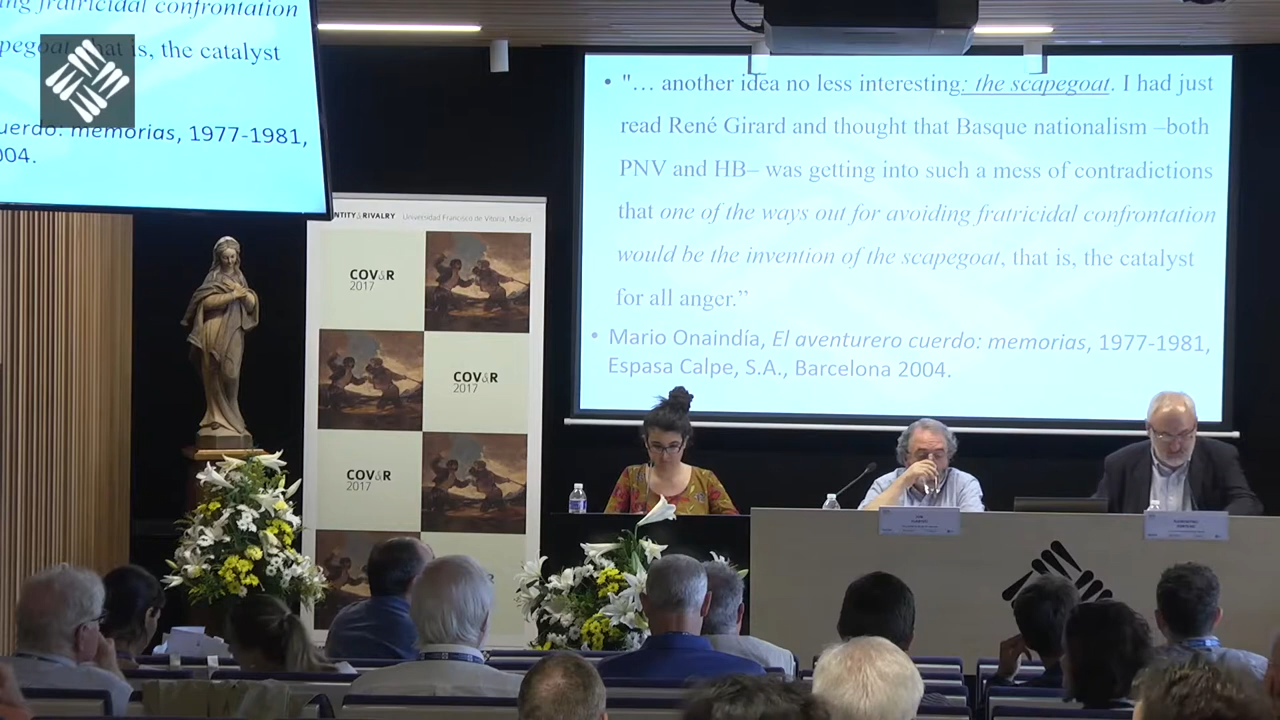 ng fratricidal confrontation
is, the catalyst
uerdo: memorias, 1977-1981,
004.
NTITY&RIVALRY Universidad Francisco de Vitoria, Madrid
COV&R
2017
COV&R
2017
COV&R
2017
• "… another idea no less interesting: the scapegoat. I had just
read René Girard and thought that Basque nationalism –both
PNV and HB– was getting into such a mess of contradictions
that one of the ways out for avoiding fratricidal confrontation
would be the invention of the scapegoat, that is, the catalyst
for all anger.”
• Mario Onaindía, El aventurero cuerdo: memorias, 1977-1981,
Espasa Calpe, S.A., Barcelona 2004.